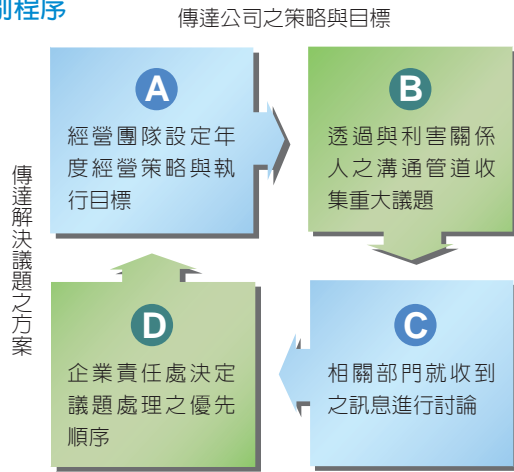 別程序
傳達公司之策略與目標
A
經營團隊設定年
度經營策略與執
行目標
B
透過與利害關係
人之溝通管道收
集重大議題
傳達解決議題之方案
D
企業責任處決定
議題處理之優先
順序
C
相關部門就收到
之訊息進行討論